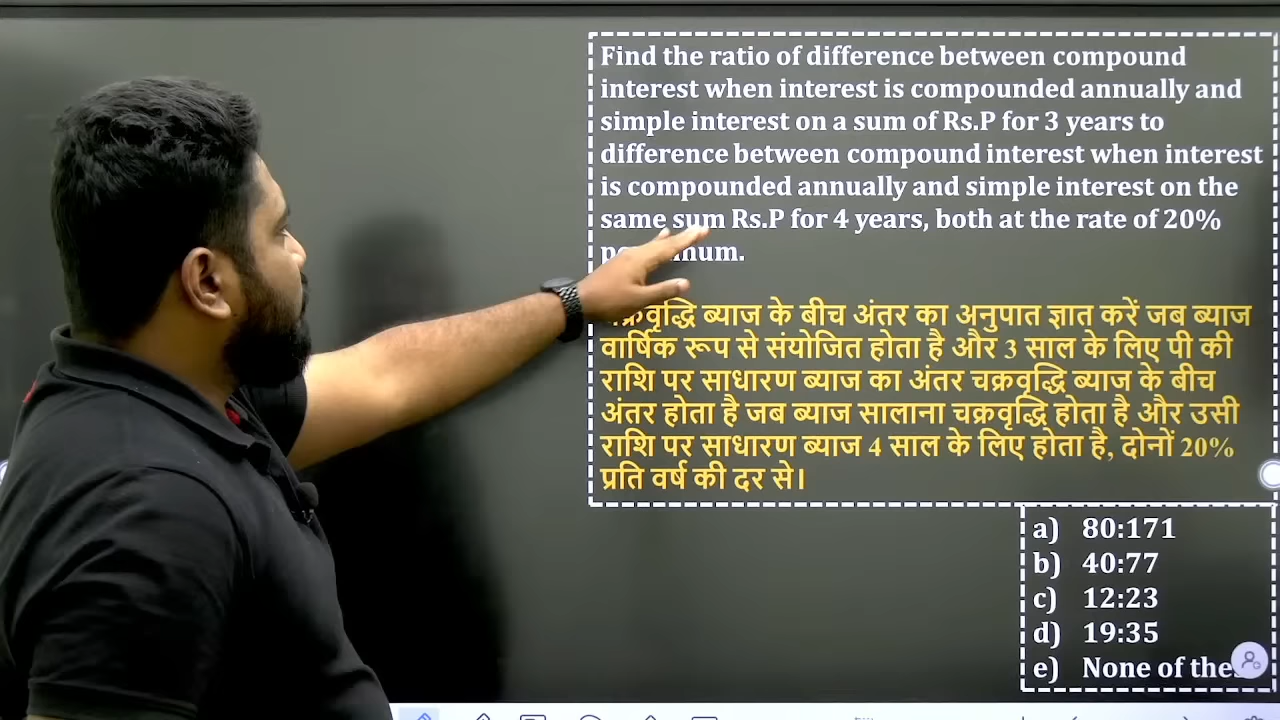 Find the ratio of difference between compound
interest when interest is compounded annually and
simple interest on a sum of Rs.P for 3 years to
difference between compound interest when interest
is compounded annually and simple interest on the
same sum Rs.P for 4 years, both at the rate of 20%
ब्याज के बीच अंतर का अनुपात ज्ञात करें जब ब्याज
वार्षिक रूप से संयोजित होता है और 3 साल के लिए पी की
राशि पर साधारण ब्याज का अंतर चक्रवृद्धि ब्याज के बीच
अंतर होता है जब ब्याज सालाना चक्रवृद्धि होता है और उसी
राशि पर साधारण ब्याज 4 साल के लिए होता है, दोनों 20%
प्रति वर्ष की दर से।
a) 80:171
b) 40:77
c) 12:23
d) 19:35
e) None of